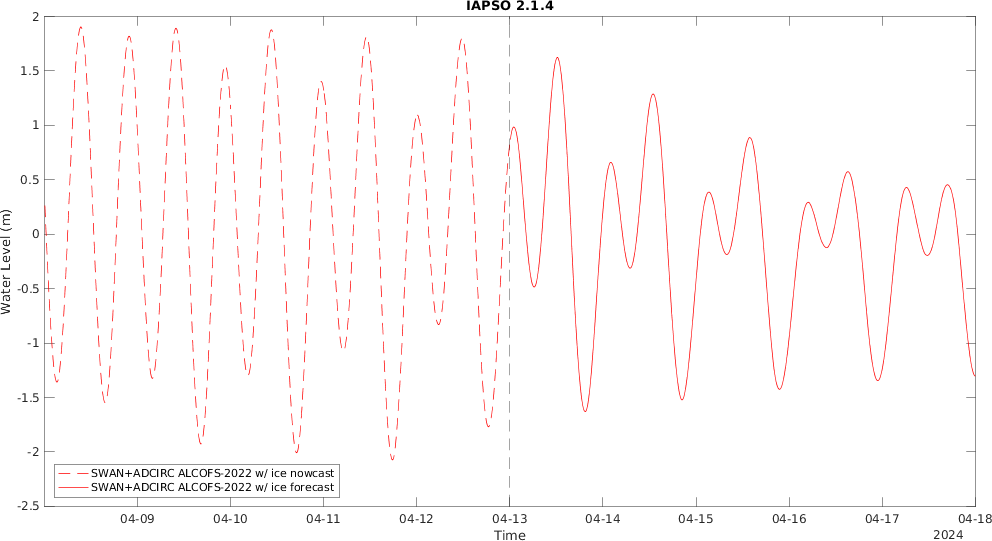 IAPSO 2.1.4
2
1.5
1
0.5
0
-0.5
-1
-1.5
-2
-2.5
Water Level (m)
SWAN+ADCIRC ALCOFS-2022 w/ ice nowcast
SWAN+ADCIRC ALCOFS-2022 w/ ice forecast
04-09 04-10 04-11 04-12 04-13 04-14 04-15 04-16 04-17 04-18
Time
2024